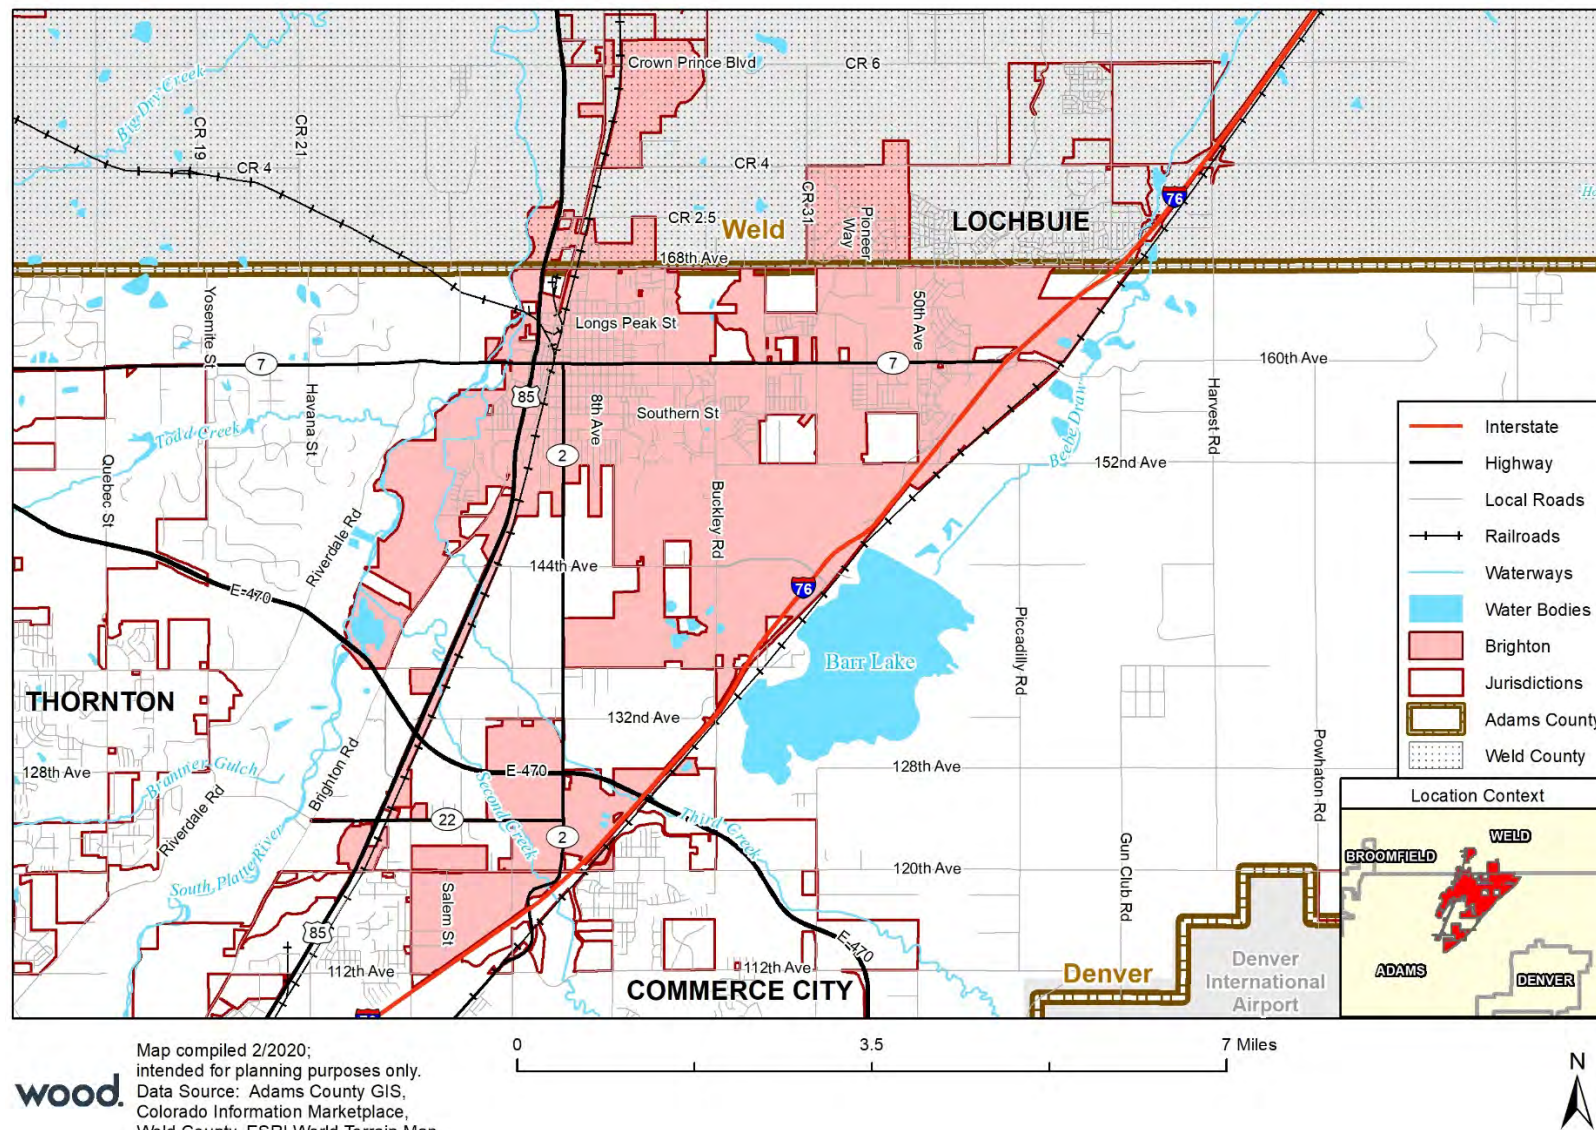 Crown Prince Blvd
CR 6
Big Dry Creek
CR 19
CR 21
CR 4
CR 4
CR 31
CR 2.5
Pioneer
Way
Weld
LOCHBUIE
76
168th Ave
Yosemite St
Longs Peak St
50th Ave
7
7
160th Ave
Havana St
85
8th Ave
Southern St
Todd Creek
Quebec St
2
Beebe Draw
152nd Ave
Harvest Rd
Buckley Rd
Riverdale Rd
144th Ave
E-470
76
Piccadilly Rd
Barr Lake
THORNTON
132nd Ave
Powhaton Rd
128th Ave
Brantner Gulch
Brighton Rd
E-470
Second Creek
128th Ave
Riverdale Rd
22
2
Third Creek
South Platte River
120th Ave
Gun Club Rd
Salem St
85
112th Ave
112th Ave
E-470
COMMERCE CITY
Denver
Denver
International
Airport
Interstate
Highway
Local Roads
Railroads
Waterways
Water Bodies
Brighton
Jurisdictions
Adams County
Weld County
Location Context
WELD
BROOMFIELD
ADAMS
DENVER
0 3.5 7 Miles
N
wood.
Map compiled 2/2020;
intended for planning purposes only.
Data Source: Adams County GIS,
Colorado Information Marketplace,
Weld County, ESRI World Terrain Map